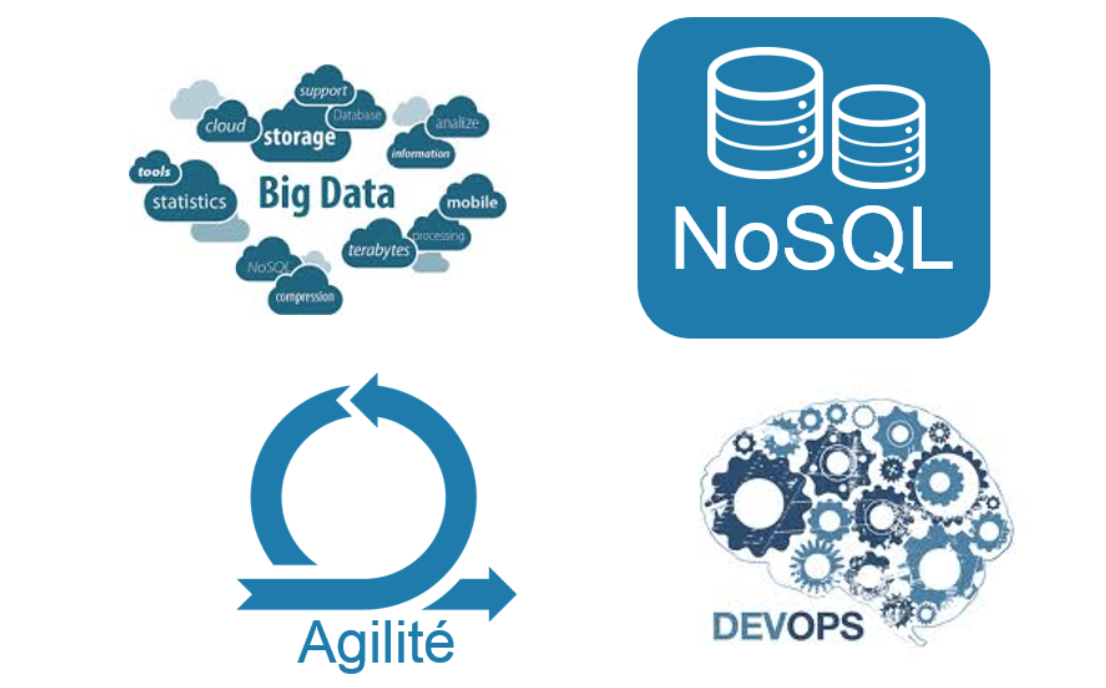 support
Database
cloud
storage
analize
information
tools
statistics
Big Data
mobile
processing
terabytes
NoSQL
compression
NoSQL
Agilité
DEVOPS